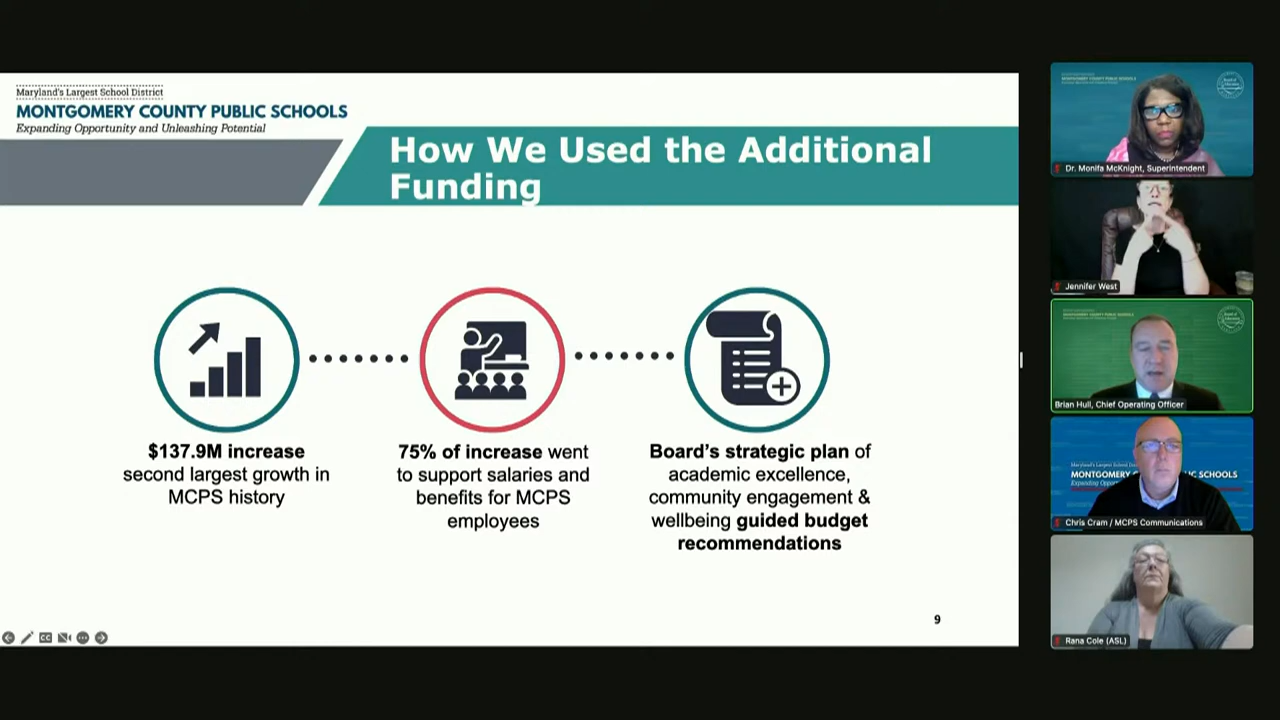 Maryland's Largest School District
MONTGOMERY COUNTY PUBLIC SCHOOLS
Expanding Opportunity and Unleashing Potential
How We Used the Additional
Funding
$137.9M increase
second largest growth in
MCPS history
75% of increase went
to support salaries and
benefits for MCPS
employees
Board's strategic plan of
academic excellence,
community engagement &
wellbeing guided budget
recommendations
9
CC
Dr. Monifa McKnight, Superintendent
Jennifer West
Brian Hull, Chief Operating Officer
Chris Cram / MCPS Communications
Rana Cole (ASL)